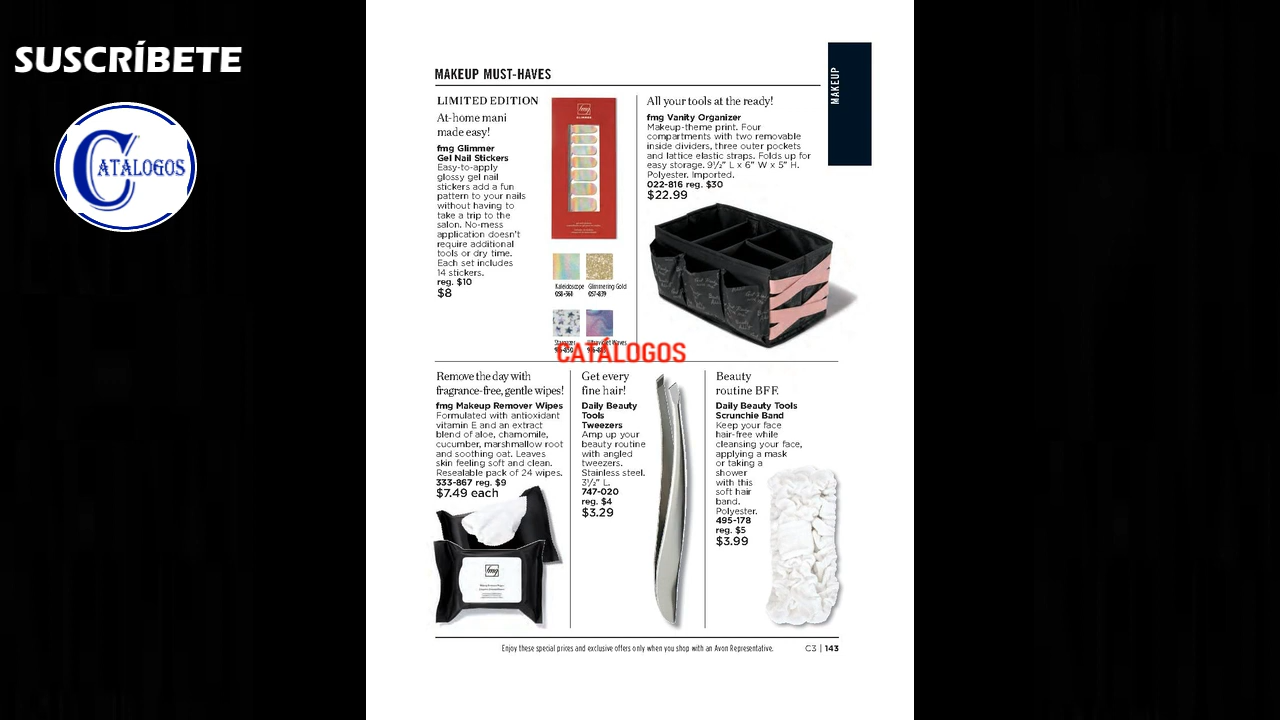 SUSCRÍBETE
CATÁLOGOS
MAKEUP MUST-HAVES
MAKEUP
LIMITED EDITION
At-home mani
made easy!
fmg Glimmer
Gel Nail Stickers
Easy-to-apply
glossy gel nail
stickers add a fun
pattern to your nails
without having to
take a trip to the
salon. No-mess
application doesn't
require additional
tools or dry time.
Each set includes
14 stickers.
reg. $10
$8
fmg
Kaleidoscope
058-368
Glimmering Gold
057-839
All your tools at the ready!
fmg Vanity Organizer
Makeup-theme print. Four
compartments with two removable
inside dividers, three outer pockets
and lattice elastic straps. Folds up for
easy storage. 9½" L x 6" W x 5" H.
Polyester. Imported.
022-816 reg. $30
$22.99
CATÁLOGOS
Remove the day with
fragrance-free, gentle wipes!
fmg Makeup Remover Wipes
Formulated with antioxidant
vitamin E and an extract
blend of aloe, chamomile,
cucumber, marshmallow root
and soothing oat. Leaves
skin feeling soft and clean.
Resealable pack of 24 wipes.
333-867 reg. $9
$7.49 each
fmg
Get every
fine hair!
Daily Beauty
Tools
Tweezers
Amp up your
beauty routine
with angled
tweezers.
Stainless steel.
3½" L.
747-020
reg. $4
$3.29
Beauty
routine BFF.
Daily Beauty Tools
Scrunchie Band
Keep your face
hair-free while
cleansing your face,
applying a mask
or taking a
shower
with this
soft hair
band.
Polyester.
495-178
reg. $5
$3.99
Enjoy these special prices and exclusive offers only when you shop with an Avon Representative.
C3 | 143